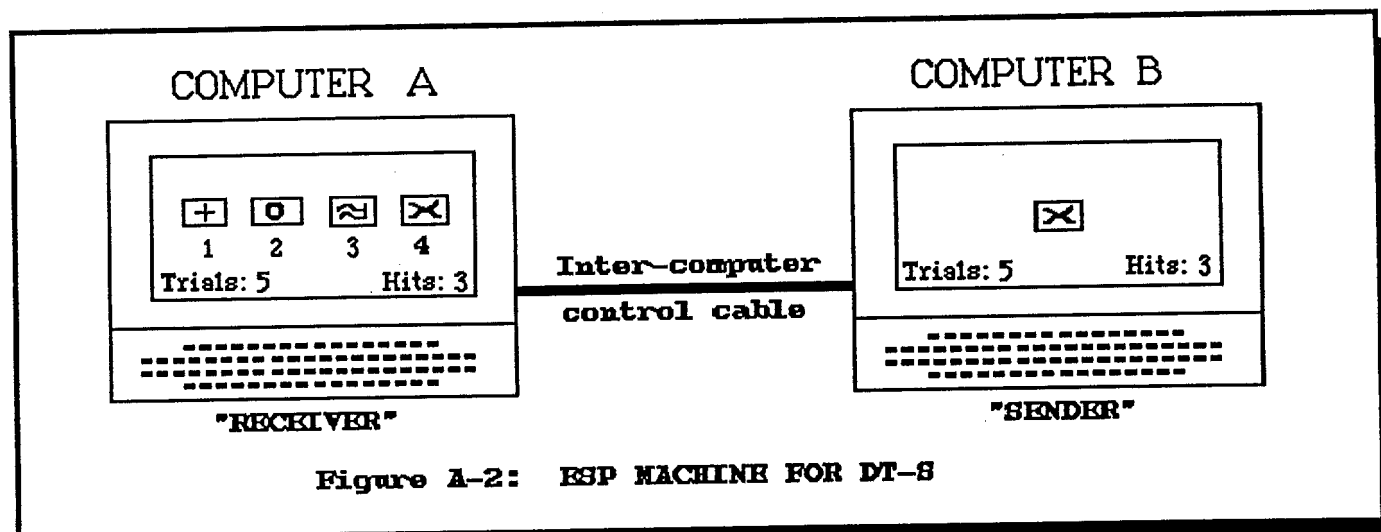 COMPUTER A
COMPUTER B
1 2 3 4
Trials: 5 Hits: 3
Trials: 5 Hits: 3
Inter-computer
control cable
"RECEIVER"
"SENDER"
Figure A-2: ESP MACHINE FOR DT-S